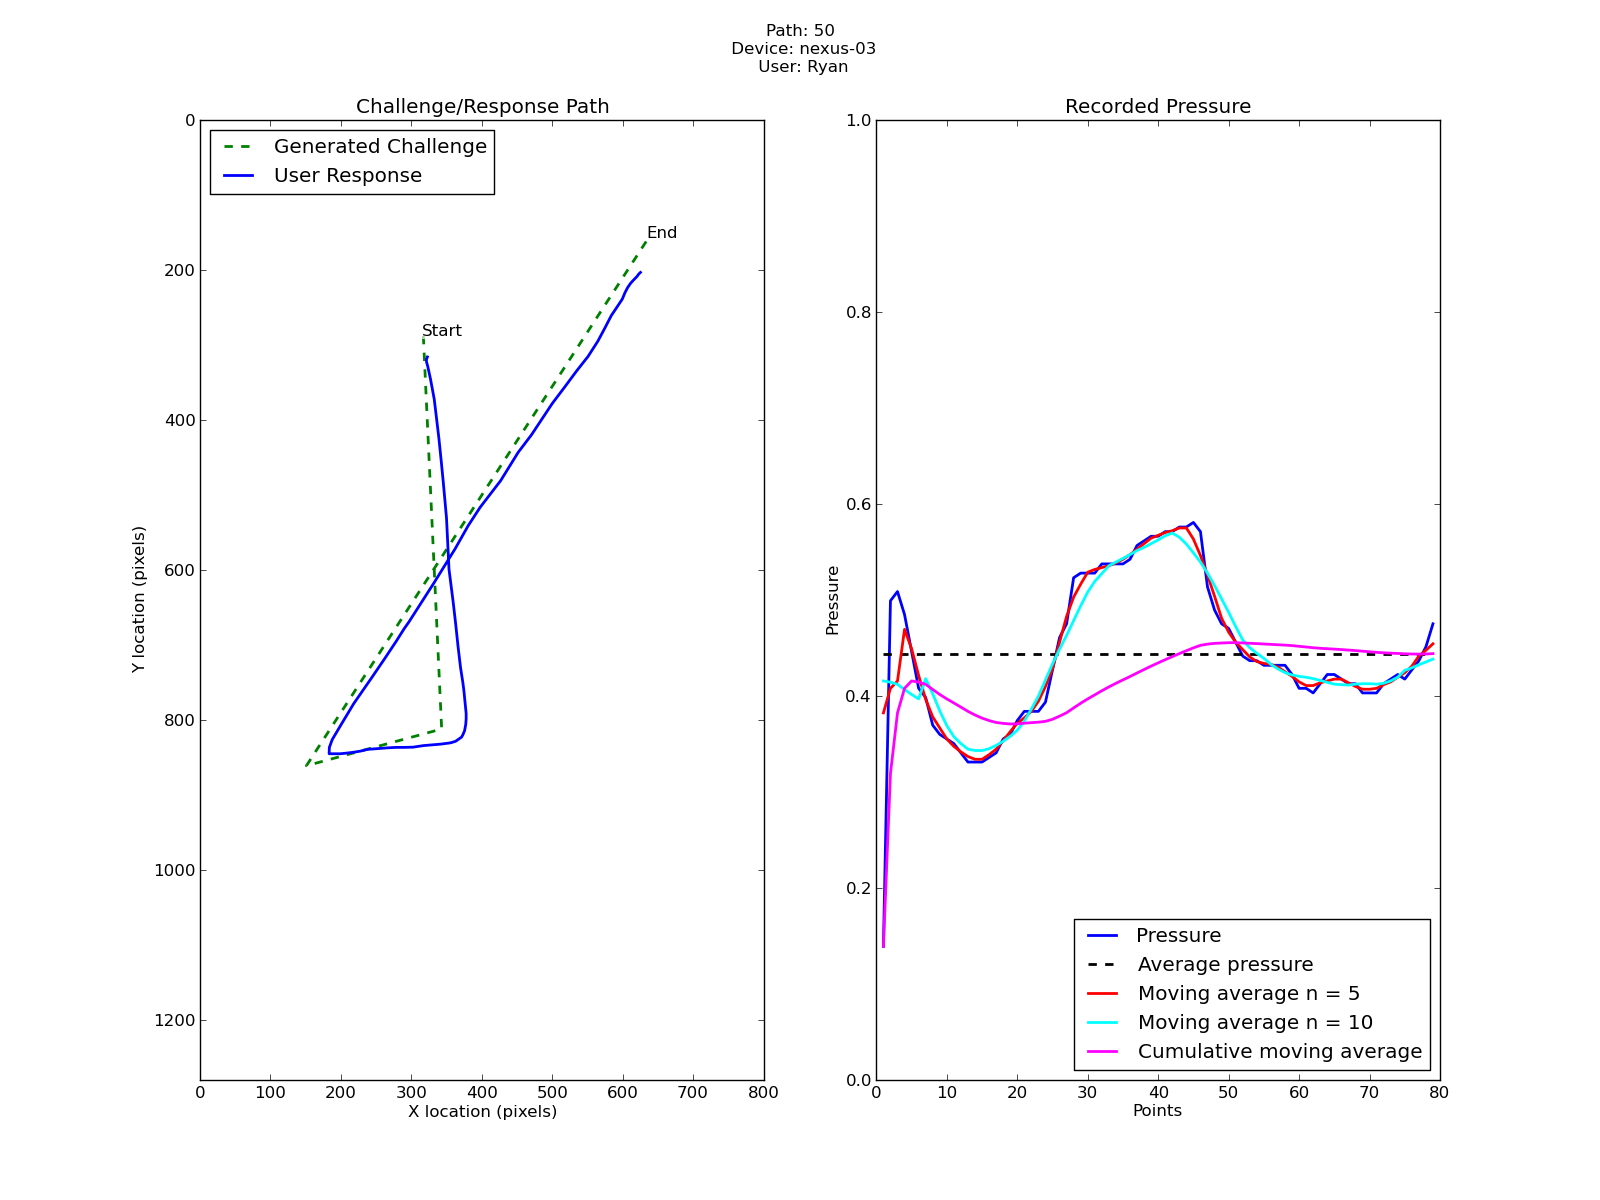 Path: 50
Device: nexus-03
User: Ryan
Challenge/Response Path
Generated Challenge
User Response
End
Start
0
200
400
600
800
1000
1200
Y location (pixels)
0 100 200 300 400 500 600 700 800
X location (pixels)
Recorded Pressure
1.0
0.8
0.6
0.4
0.2
0.0
Pressure
Pressure
Average pressure
Moving average n = 5
Moving average n = 10
Cumulative moving average
0 10 20 30 40 50 60 70 80
Points